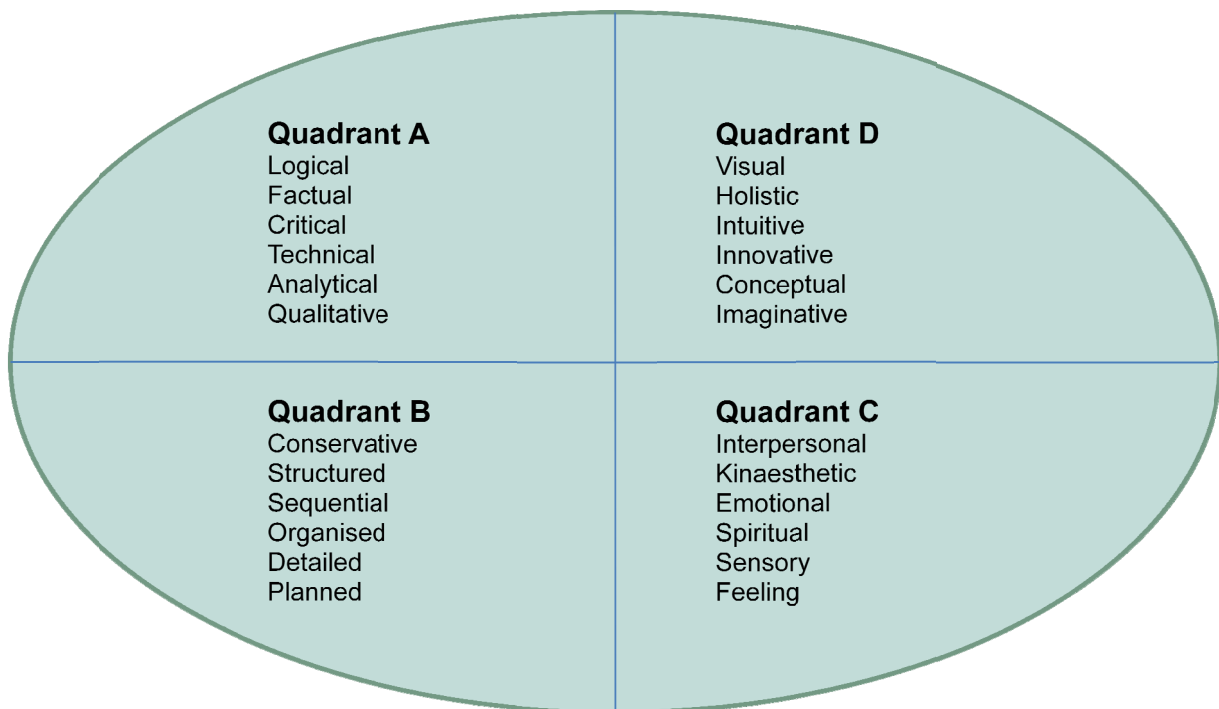 Quadrant A
Logical
Factual
Critical
Technical
Analytical
Qualitative
Quadrant D
Visual
Holistic
Intuitive
Innovative
Conceptual
Imaginative
Quadrant B
Conservative
Structured
Sequential
Organised
Detailed
Planned
Quadrant C
Interpersonal
Kinaesthetic
Emotional
Spiritual
Sensory
Feeling